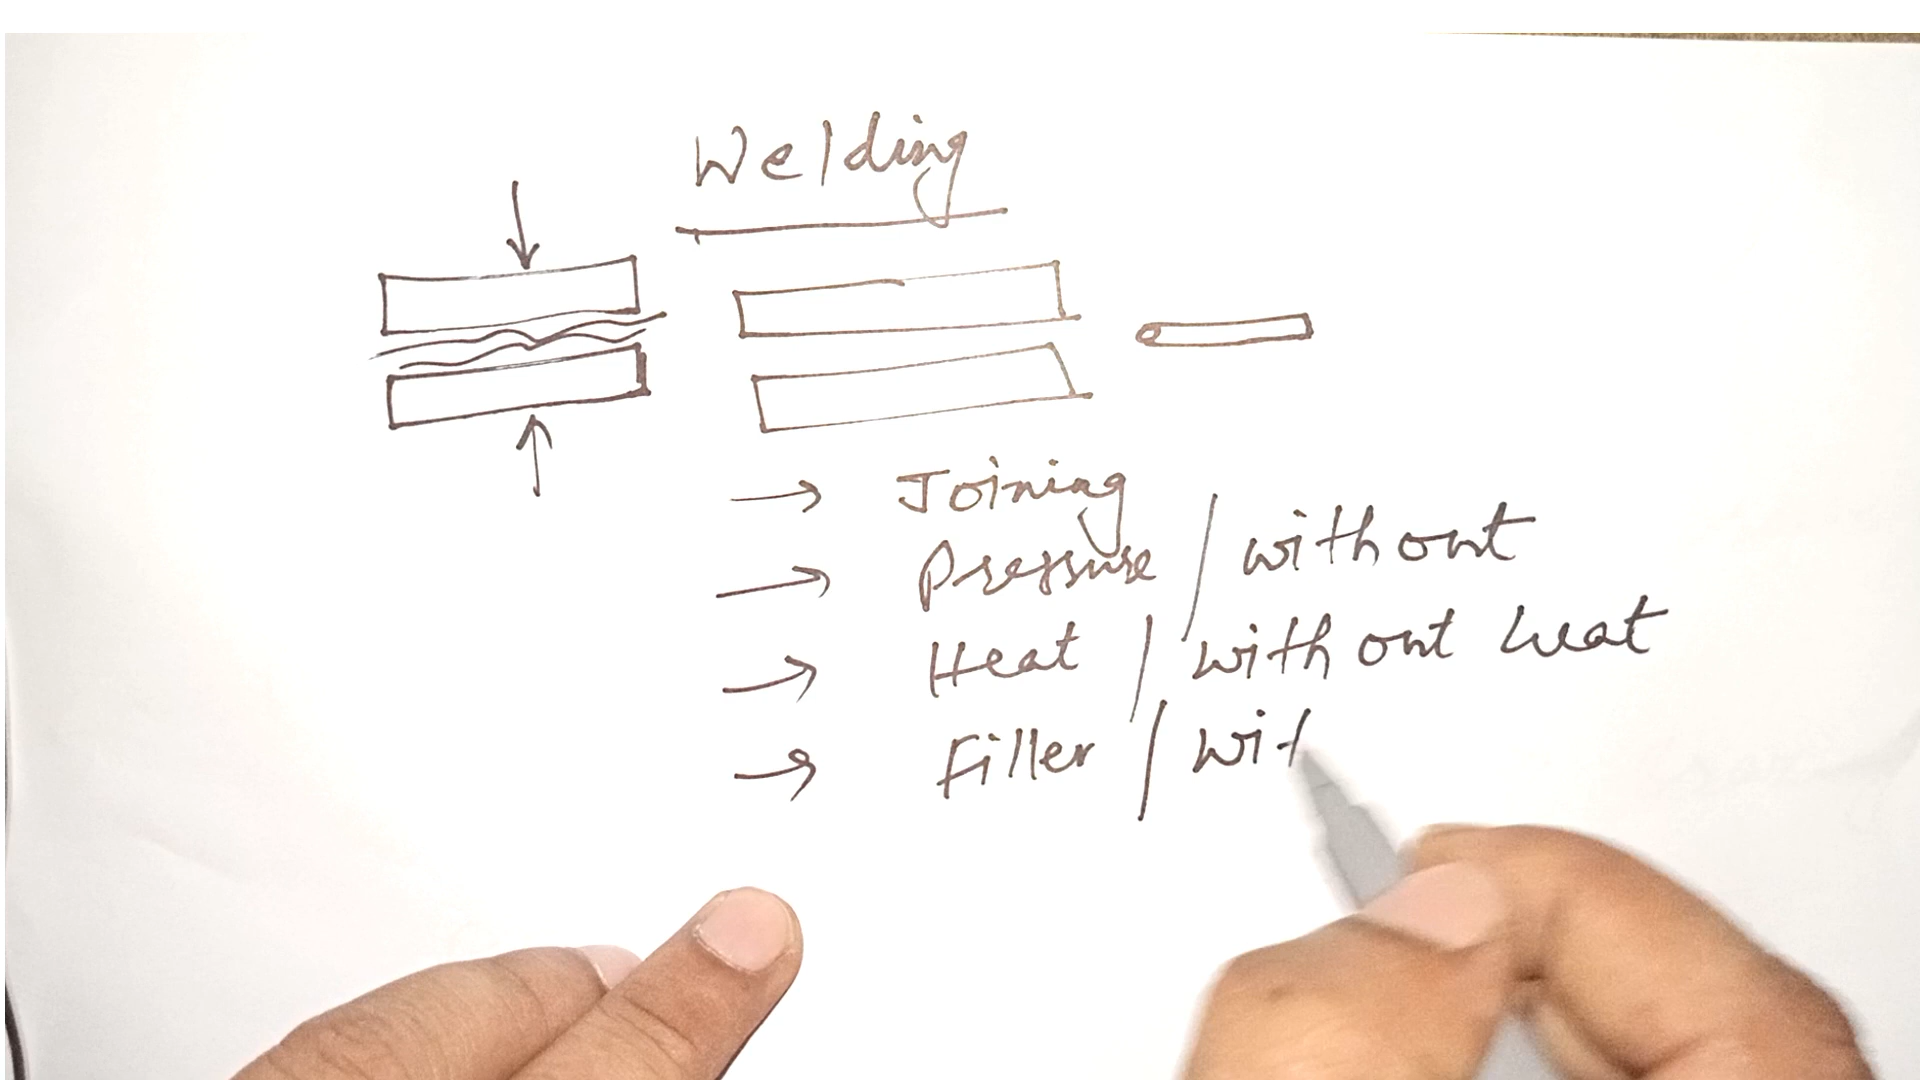 Welding
→ Joining
→ Pressure / without
→ Heat / without heat
→ Filler / wit